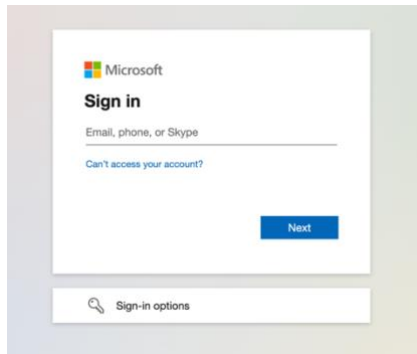 Microsoft
Sign in
Email, phone, or Skype
Can't access your account?
Next
Sign-in options